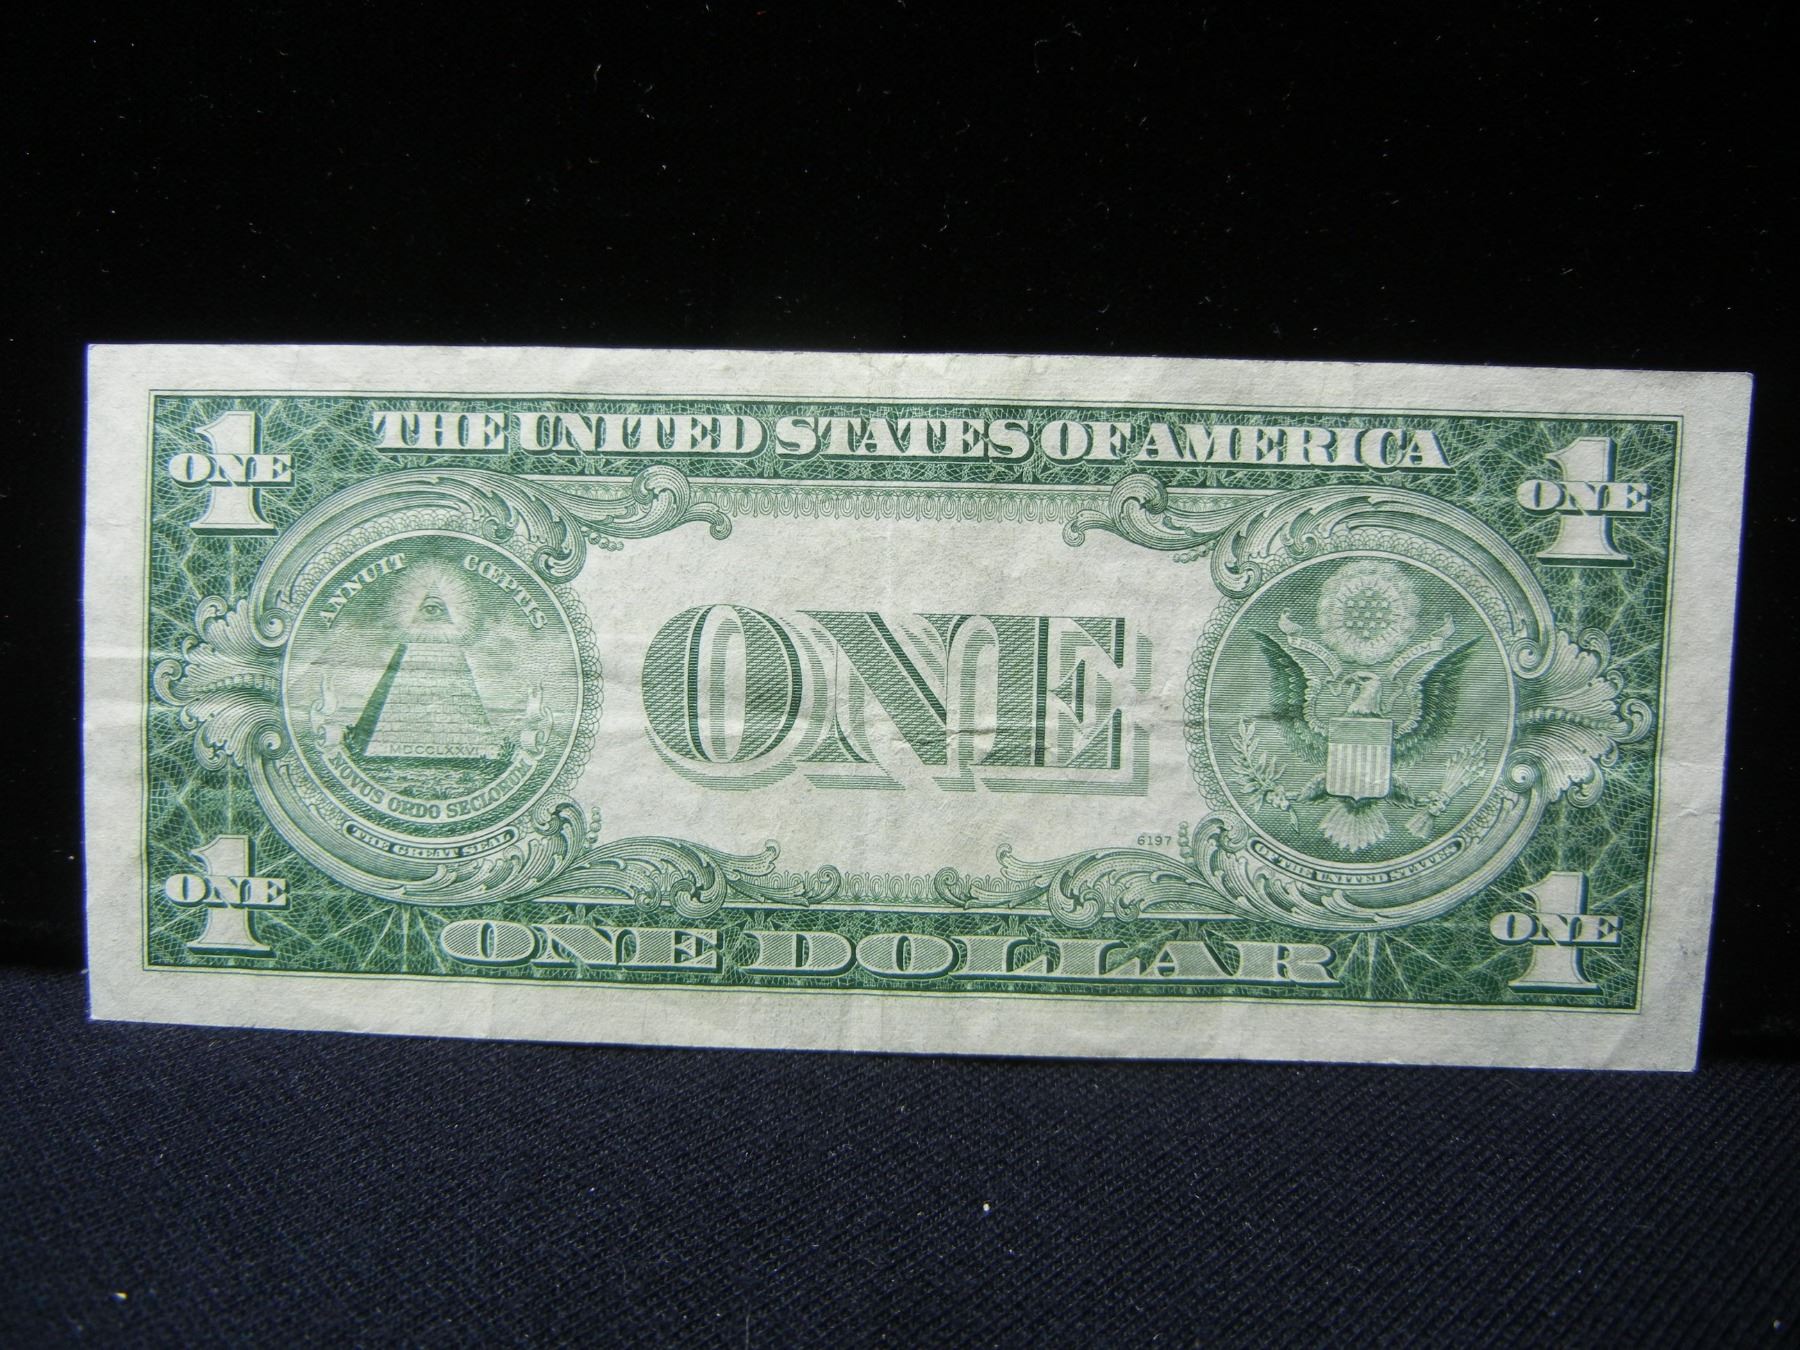 THE UNITED STATES OF AMERICA
1
ONE
1
ONE
ANNUIT CŒPTIS
MDCCLXXVI
NOVUS ORDO SECLORUM
THE GREAT SEAL
ONE
6197
OF THE UNITED STATES
1
ONE
1
ONE
ONE DOLLAR